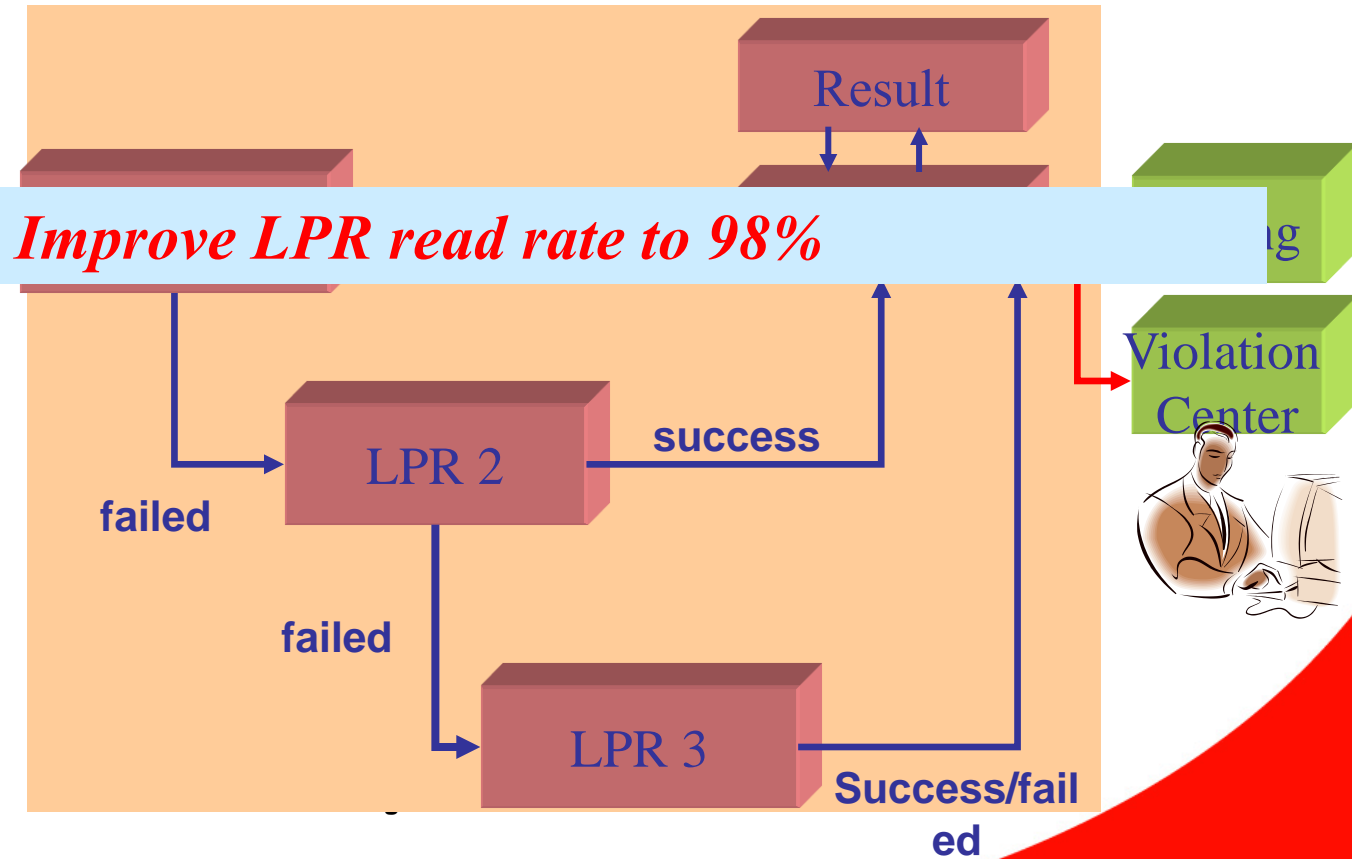 Result
Improve LPR read rate to 98%
Violation
Center
LPR 2
success
failed
failed
LPR 3
Success/fail
ed